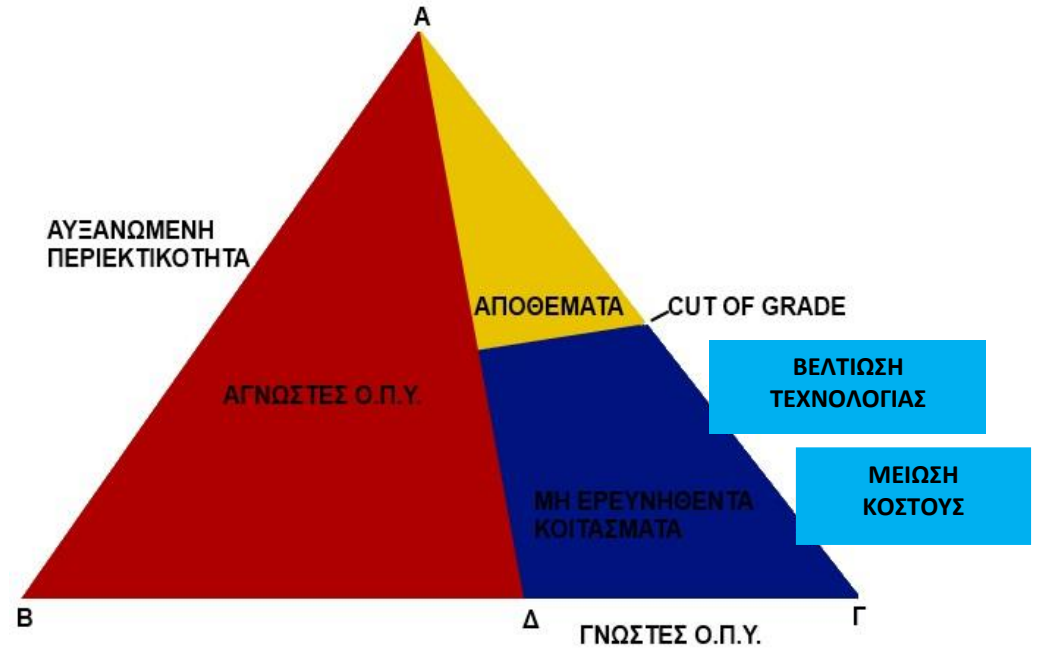 Α
ΑΥΞΑΝΩΜΕΝΗ
ΠΕΡΙΕΚΤΙΚΟΤΗΤΑ
ΑΠΟΘΕΜΑΤΑ
CUT OF GRADE
ΒΕΛΤΙΩΣΗ
ΤΕΧΝΟΛΟΓΙΑΣ
ΑΓΝΩΣΤΕΣ Ο.Π.Υ.
ΜΕΙΩΣΗ
ΚΟΣΤΟΥΣ
ΜΗ ΕΡΕΥΝΗΘΕΝΤΑ
ΚΟΙΤΑΣΜΑΤΑ
Β
Δ
Γ
ΓΝΩΣΤΕΣ Ο.Π.Υ.